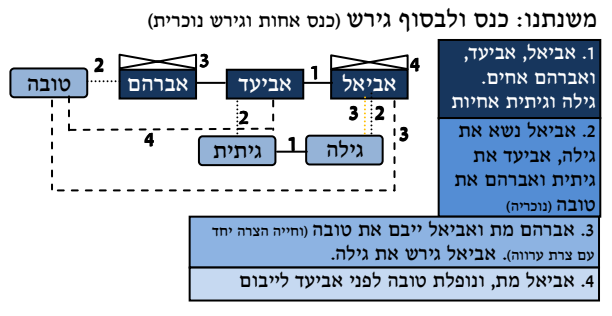 משנתנו: כנס ולבסוף גירש (כנס אחות וגירש נוכרית)
4 3
טובה 2 אברהם אביעד 1 אביאל
2 3 2
4 3
גיתית 1 גילה
1. אביאל, אביעד,
ואברהם אחים.
גילה וגיתית אחיות
2. אביאל נשא את
גילה, אביעד את
גיתית ואברהם את
טובה (נוכריה)
3. אברהם מת ואביאל ייבם את טובה (וחייה הצרה יחד
עם צרת ערווה). אביאל גירש את גילה.
4. אביאל מת, ונופלת טובה לפני אביעד לייבום